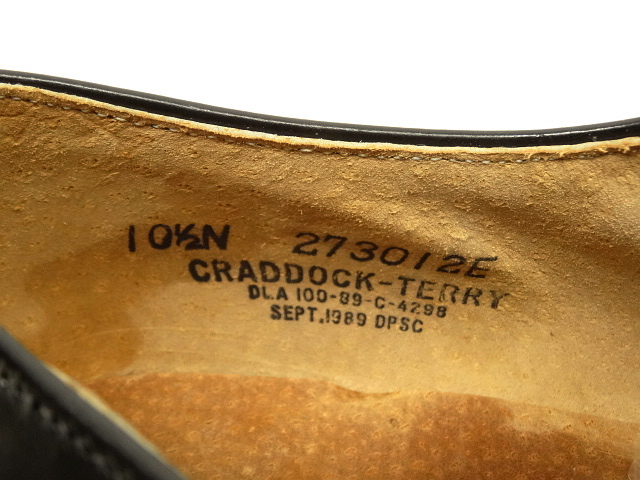 10½N 273012E
CRADDOCK-TERRY
DLA 100-89-C-4298
SEPT.1989 DPSC